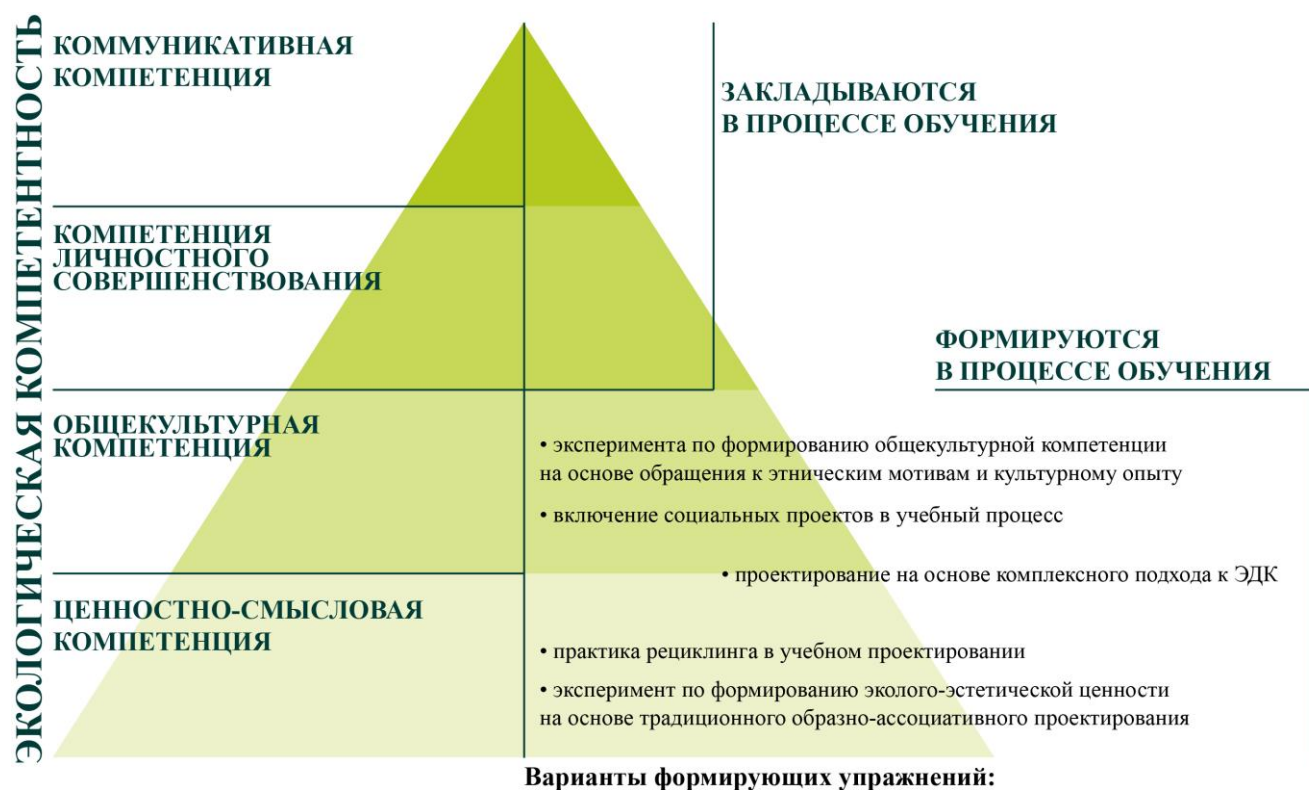 ЭКОЛОГИЧЕСКАЯ КОМПЕТЕНТНОСТЬ
КОММУНИКАТИВНАЯ
КОМПЕТЕНЦИЯ
ЗАКЛАДЫВАЮТСЯ
В ПРОЦЕССЕ ОБУЧЕНИЯ
КОМПЕТЕНЦИЯ
ЛИЧНОСТНОГО
СОВЕРШЕНСТВОВАНИЯ
ФОРМИРУЮТСЯ
В ПРОЦЕССЕ ОБУЧЕНИЯ
ОБЩЕКУЛЬТУРНАЯ
КОМПЕТЕНЦИЯ
• эксперимента по формированию общекультурной компетенции
на основе обращения к этническим мотивам и культурному опыту
• включение социальных проектов в учебный процесс
• проектирование на основе комплексного подхода к ЭДК
ЦЕННОСТНО-СМЫСЛОВАЯ
КОМПЕТЕНЦИЯ
• практика рециклинга в учебном проектировании
• эксперимент по формированию эколого-эстетической ценности
на основе традиционного образно-ассоциативного проектирования
Варианты формирующих упражнений: